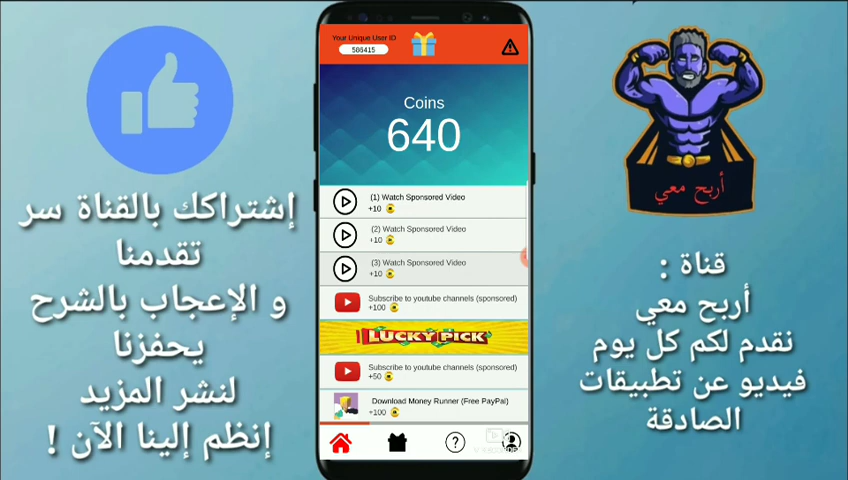 إشتراكك بالقناة سر
تقدمنا
و الإعجاب بالشرح
يحفزنا
لنشر المزيد
إنظم إلينا الآن !
Your Unique User ID
506415
Coins
640
(1) Watch Sponsored Video
+10
(2) Watch Sponsored Video
+10
(3) Watch Sponsored Video
+10
Subscribe to youtube channels (sponsored)
+100
LUCKY PICK
Subscribe to youtube channels (sponsored)
+50
Download Money Runner (Free PayPal)
+100
أربح معي
قناة :
أربح معي
نقدم لكم كل يوم
فيديو عن تطبيقات
الصادقة